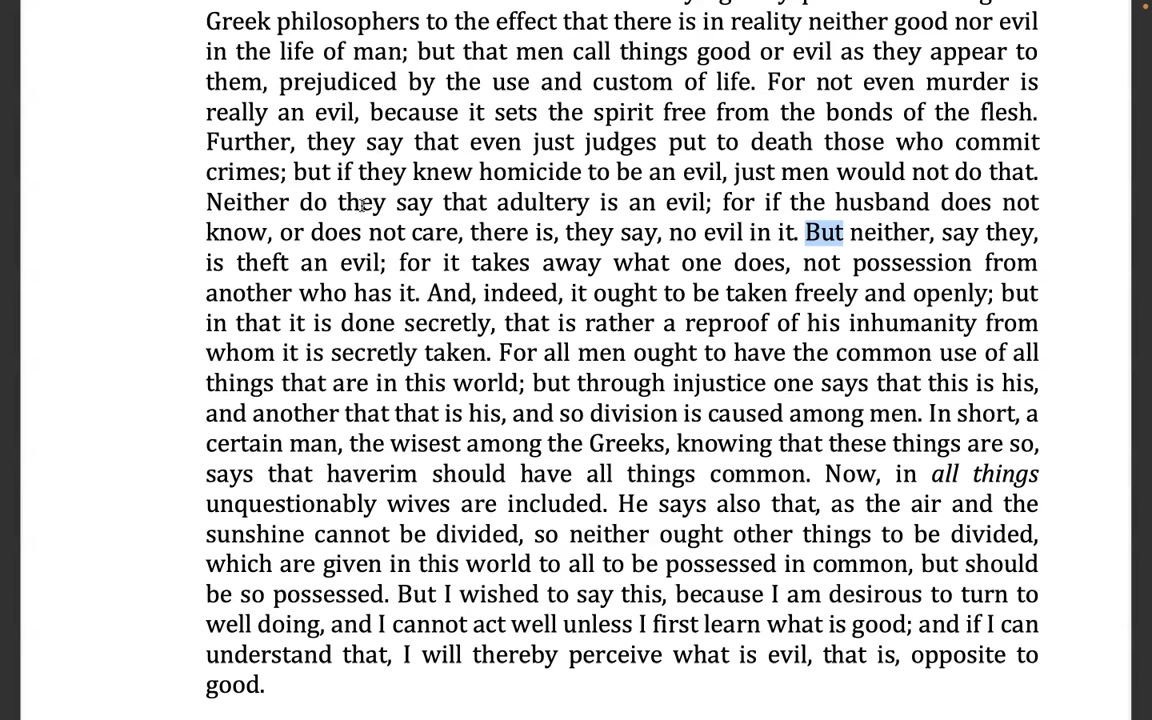 Greek philosophers to the effect that there is in reality neither good nor evil
in the life of man; but that men call things good or evil as they appear to
them, prejudiced by the use and custom of life. For not even murder is
really an evil, because it sets the spirit free from the bonds of the flesh.
Further, they say that even just judges put to death those who commit
crimes; but if they knew homicide to be an evil, just men would not do that.
Neither do they say that adultery is an evil; for if the husband does not
know, or does not care, there is, they say, no evil in it. But neither, say they,
is theft an evil; for it takes away what one does, not possession from
another who has it. And, indeed, it ought to be taken freely and openly; but
in that it is done secretly, that is rather a reproof of his inhumanity from
whom it is secretly taken. For all men ought to have the common use of all
things that are in this world; but through injustice one says that this is his,
and another that that is his, and so division is caused among men. In short, a
certain man, the wisest among the Greeks, knowing that these things are so,
says that haverim should have all things common. Now, in all things
unquestionably wives are included. He says also that, as the air and the
sunshine cannot be divided, so neither ought other things to be divided,
which are given in this world to all to be possessed in common, but should
be so possessed. But I wished to say this, because I am desirous to turn to
well doing, and I cannot act well unless I first learn what is good; and if I can
understand that, I will thereby perceive what is evil, that is, opposite to
good.